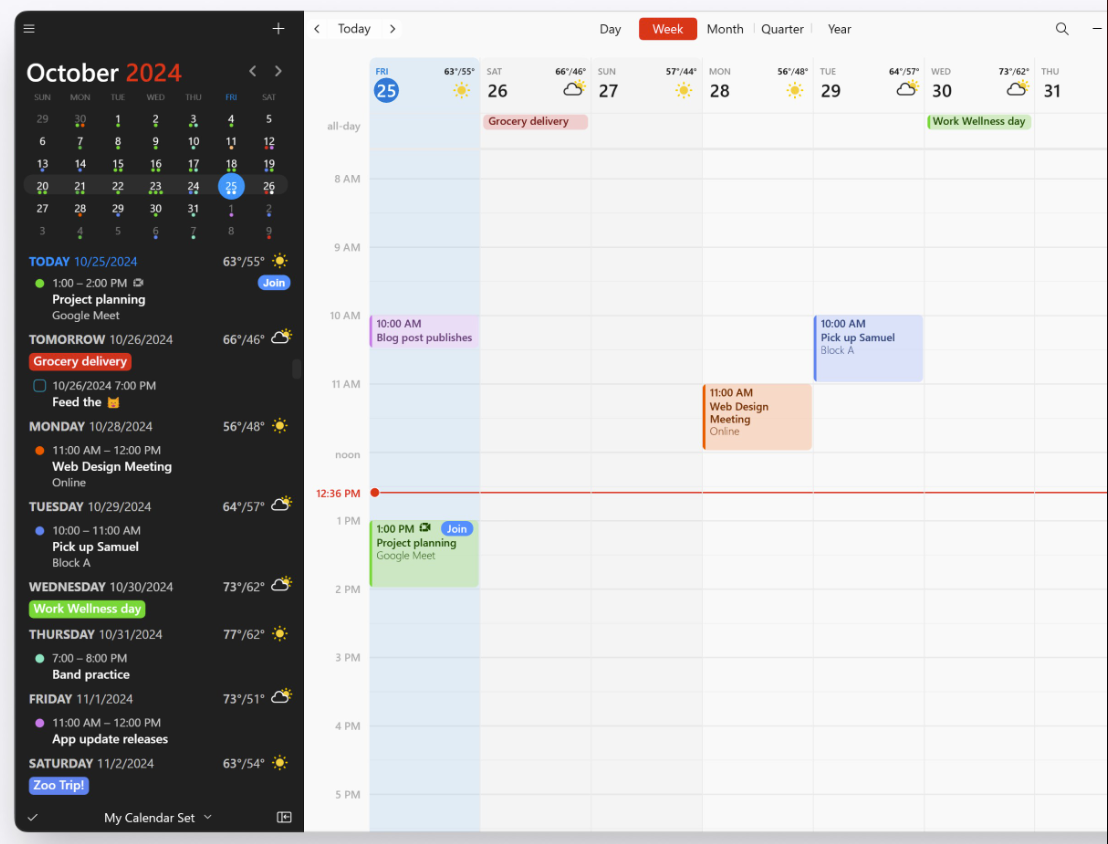 October 2024
SUN MON TUE WED THU FRI SAT
29 30 1 2 3 4 5
6 7 8 9 10 11 12
13 14 15 16 17 18 19
20 21 22 23 24 25 26
27 28 29 30 31 1 2
3 4 5 6 7 8 9
TODAY 10/25/2024 63°/55°
1:00 – 2:00 PM Join
Project planning
Google Meet
TOMORROW 10/26/2024 66°/46°
Grocery delivery
10/26/2024 7:00 PM
Feed the 😺
MONDAY 10/28/2024 56°/48°
11:00 AM – 12:00 PM
Web Design Meeting
Online
TUESDAY 10/29/2024 64°/57°
10:00 – 11:00 AM
Pick up Samuel
Block A
WEDNESDAY 10/30/2024 73°/62°
Work Wellness day
THURSDAY 10/31/2024 77°/62°
7:00 – 8:00 PM
Band practice
FRIDAY 11/1/2024 73°/51°
11:00 AM – 12:00 PM
App update releases
SATURDAY 11/2/2024 63°/54°
Zoo Trip!
My Calendar Set
Today Day Week Month Quarter Year
FRI 63°/55° SAT 66°/46° SUN 57°/44° MON 56°/48° TUE 64°/57° WED 73°/62° THU
25 26 27 28 29 30 31
all-day Grocery delivery Work Wellness day
8 AM
9 AM
10 AM
10:00 AM
Blog post publishes
10:00 AM
Pick up Samuel
Block A
11 AM
11:00 AM
Web Design
Meeting
Online
noon
12:36 PM
1 PM
1:00 PM Join
Project planning
Google Meet
2 PM
3 PM
4 PM
5 PM